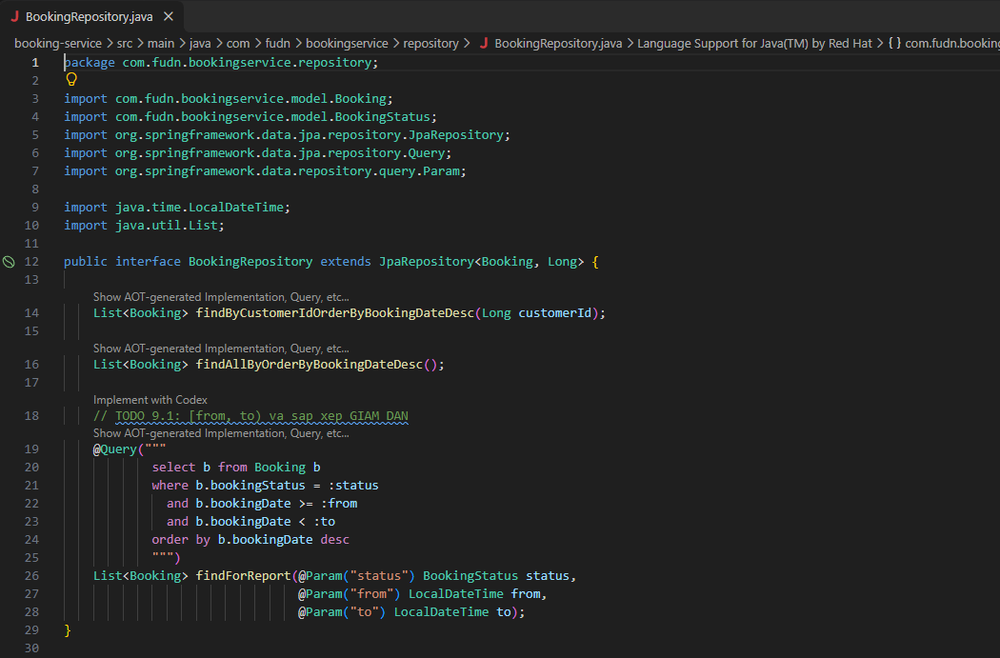 J BookingRepository.java ×
booking-service > src > main > java > com > fudn > bookingservice > repository > J BookingRepository.java > Language Support for Java(TM) by Red Hat > { } com.fudn.booking
1 package com.fudn.bookingservice.repository;
2
3 import com.fudn.bookingservice.model.Booking;
4 import com.fudn.bookingservice.model.BookingStatus;
5 import org.springframework.data.jpa.repository.JpaRepository;
6 import org.springframework.data.jpa.repository.Query;
7 import org.springframework.data.repository.query.Param;
8
9 import java.time.LocalDateTime;
10 import java.util.List;
11
12 public interface BookingRepository extends JpaRepository<Booking, Long> {
13
Show AOT-generated Implementation, Query, etc...
14 List<Booking> findByCustomerIdOrderByBookingDateDesc(Long customerId);
15
Show AOT-generated Implementation, Query, etc...
16 List<Booking> findAllByOrderByBookingDateDesc();
17
Implement with Codex
18 // TODO 9.1: [from, to) va sap xep GIAM DAN
Show AOT-generated Implementation, Query, etc...
19 @Query("""
20 select b from Booking b
21 where b.bookingStatus = :status
22 and b.bookingDate >= :from
23 and b.bookingDate < :to
24 order by b.bookingDate desc
25 """)
26 List<Booking> findForReport(@Param("status") BookingStatus status,
27 @Param("from") LocalDateTime from,
28 @Param("to") LocalDateTime to);
29 }
30